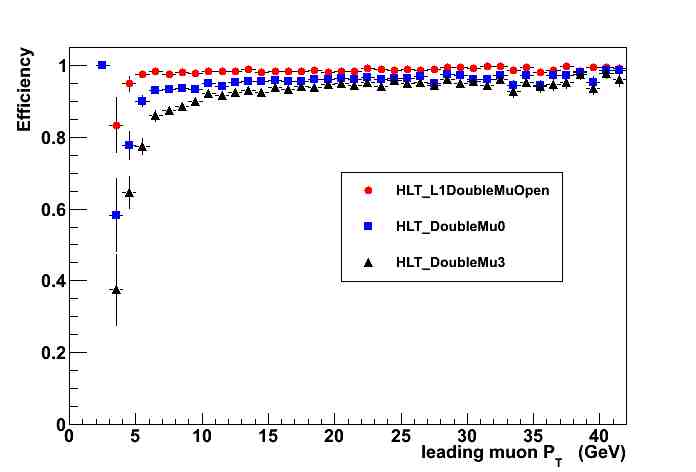 Efficiency
1
0.8
0.6
0.4
0.2
0
HLT_L1DoubleMuOpen
HLT_DoubleMu0
HLT_DoubleMu3
0 5 10 15 20 25 30 35 40
leading muon P_T (GeV)